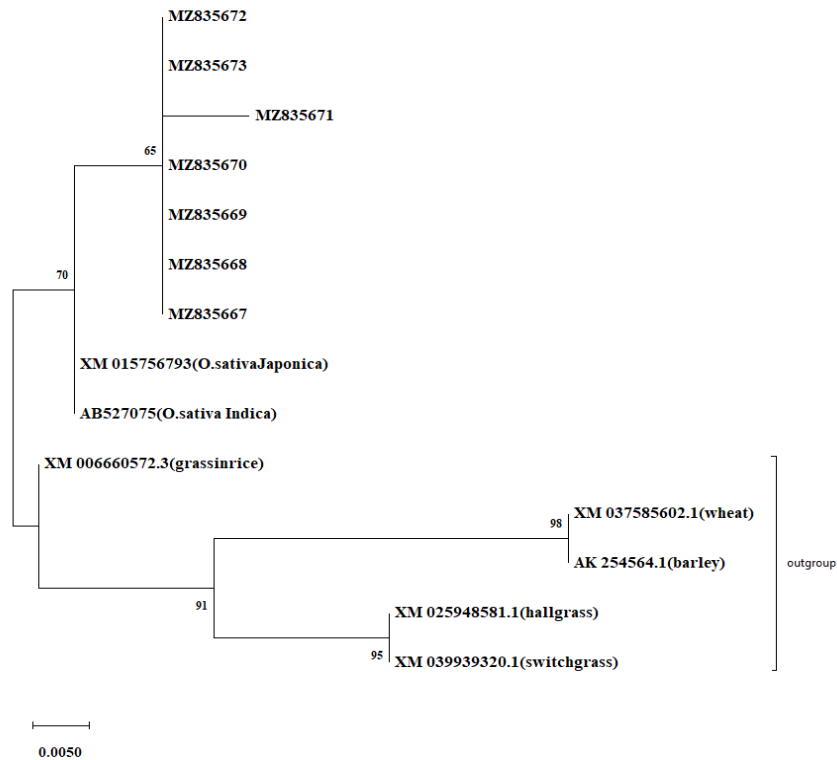 MZ835672
MZ835673
MZ835671
65
MZ835670
MZ835669
MZ835668
70
MZ835667
XM 015756793(O.sativaJaponica)
AB527075(O.sativa Indica)
XM 006660572.3(grassinrice)
XM 037585602.1(wheat)
98
AK 254564.1(barley)
outgroup
91
XM 025948581.1(hallgrass)
95
XM 039939320.1(switchgrass)
0.0050